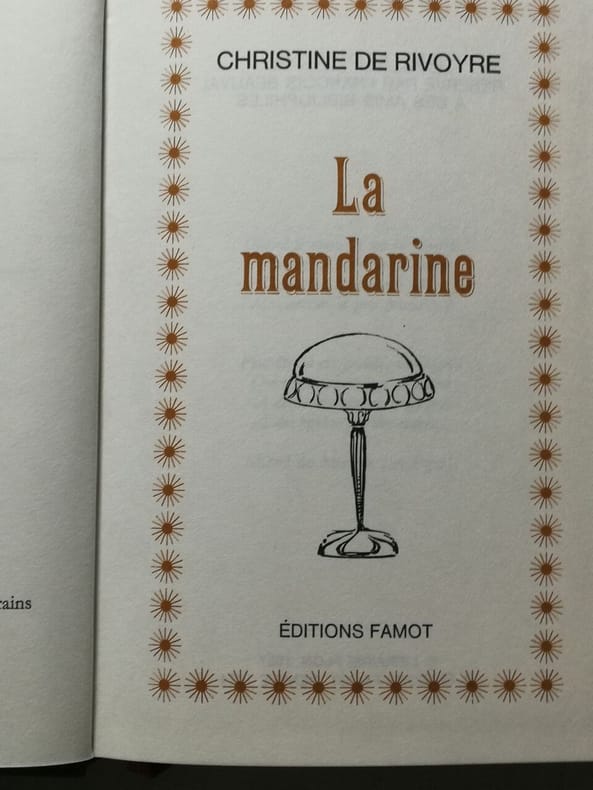 CHRISTINE DE RIVOYRE
La
mandarine
ÉDITIONS FAMOT